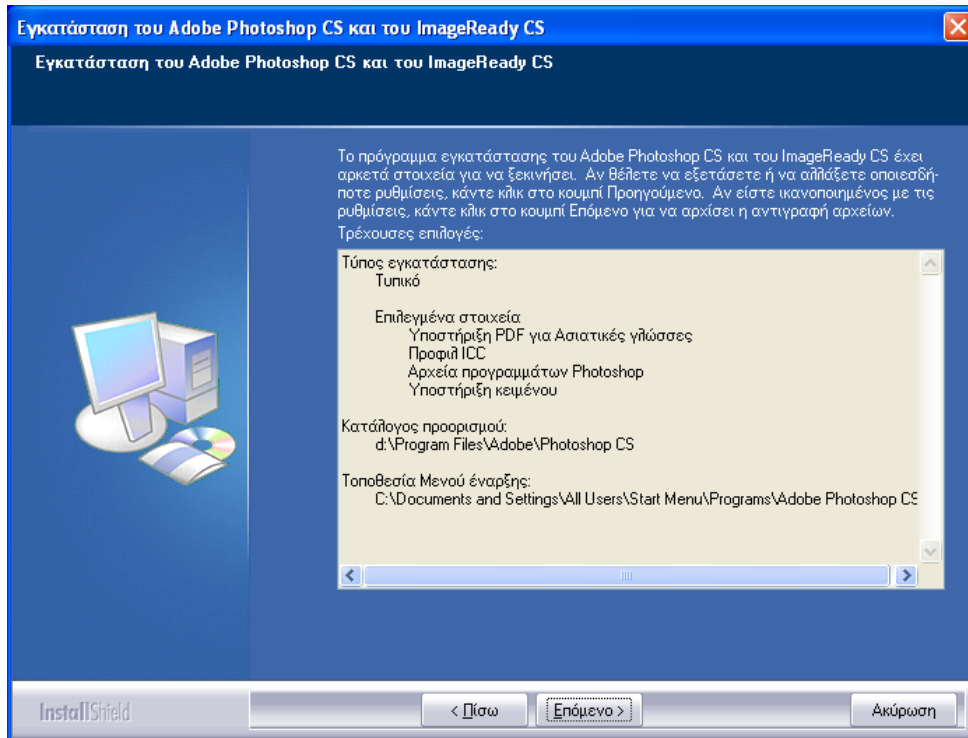 Εγκατάσταση του Adobe Photoshop CS και του ImageReady CS
Εγκατάσταση του Adobe Photoshop CS και του ImageReady CS
Το πρόγραμμα εγκατάστασης του Adobe Photoshop CS και του ImageReady CS έχει
αρκετά στοιχεία για να ξεκινήσει. Αν θέλετε να εξετάσετε ή να αλλάξετε οποιεσδή-
ποτε ρυθμίσεις, κάντε κλικ στο κουμπί Προηγούμενο. Αν είστε ικανοποιημένος με τις
ρυθμίσεις, κάντε κλικ στο κουμπί Επόμενο για να αρχίσει η αντιγραφή αρχείων.
Τρέχουσες επιλογές:
Τύπος εγκατάστασης:
Τυπικό
Επιλεγμένα στοιχεία
Υποστήριξη PDF για Ασιατικές γλώσσες
Προφιλ ICC
Αρχεία προγραμμάτων Photoshop
Υποστήριξη κειμένου
Κατάλογος προορισμού:
d:\Program Files\Adobe\Photoshop CS
Τοποθεσία Μενού έναρξης:
C:\Documents and Settings\All Users\Start Menu\Programs\Adobe Photoshop CS
InstallShield
< Πίσω
Επόμενο >
Ακύρωση